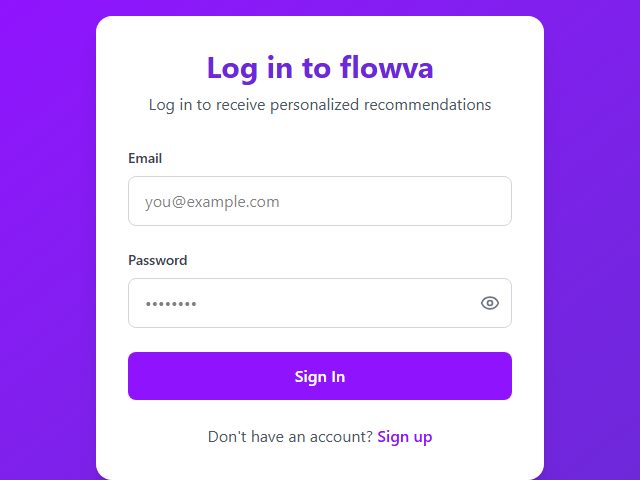 Log in to flowva
Log in to receive personalized recommendations
Email
you@example.com
Password
••••••••
Sign In
Don't have an account? Sign up